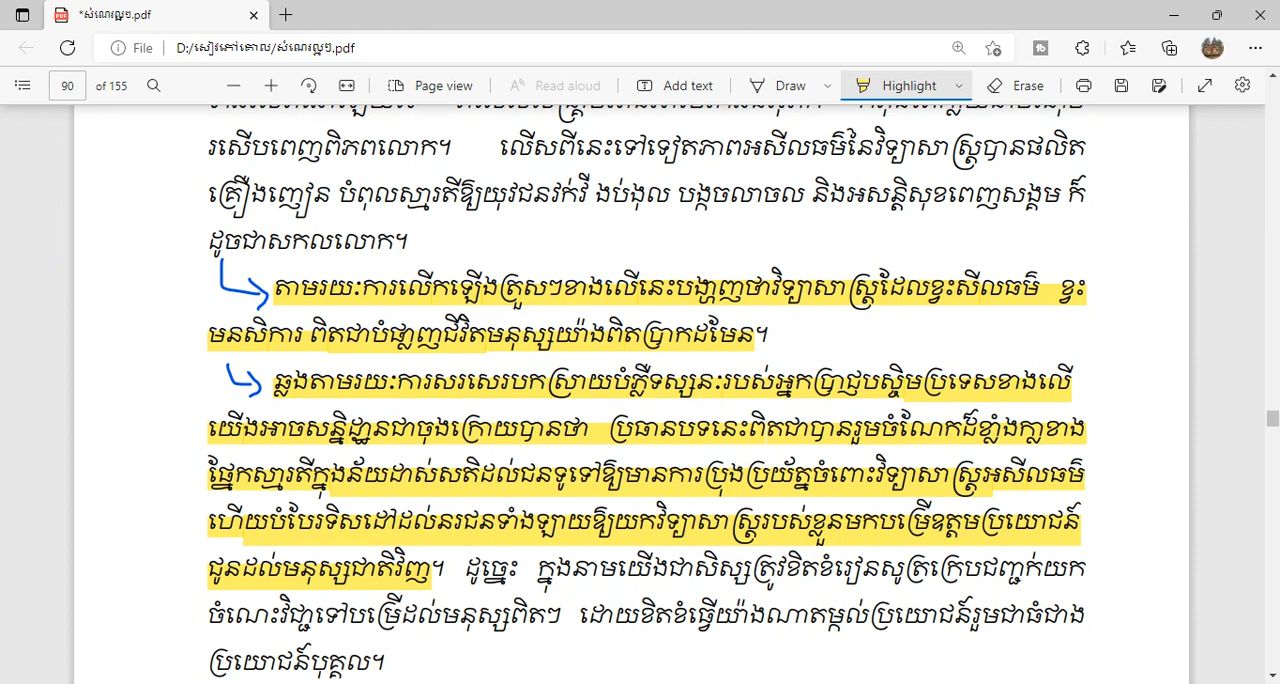 *សំណេរល្អ១.pdf
File D:/សៀវភៅគោល/សំណេរល្អ១.pdf
90 of 155 Page view Read aloud Add text Draw Highlight Erase
រសើបពេញពិភពលោក។ លើសពីនេះទៅទៀតភាពអសីលធម៌នៃវិទ្យាសាស្ត្របានផលិត
គ្រឿងញៀន បំពុលស្មារតីឱ្យយុវជនវក់វី ងប់ងុល បង្កចលាចល និងអសន្តិសុខពេញសង្គម ក៏
ដូចជាសកលលោក។
តាមរយៈការលើកឡើងត្រួសៗខាងលើនេះបង្ហាញថាវិទ្យាសាស្ត្រដែលខ្វះសីលធម៌ ខ្វះ
មនសិការ ពិតជាបំផ្លាញជីវិតមនុស្សយ៉ាងពិតប្រាកដមែន។
ឆ្លងតាមរយៈការសរសេរបកស្រាយបំភ្លឺទស្សនៈរបស់អ្នកប្រាជ្ញបស្ចិមប្រទេសខាងលើ
យើងអាចសន្និដ្ឋានជាចុងក្រោយបានថា ប្រធានបទនេះពិតជាបានរួមចំណែកដ៏ខ្លាំងក្លាខាង
ផ្នែកស្មារតីក្នុងន័យដាស់សតិដល់ជនទូទៅឱ្យមានការប្រុងប្រយ័ត្នចំពោះវិទ្យាសាស្ត្រអសីលធម៌
ហើយបំបែរទិសដៅដល់នរជនទាំងឡាយឱ្យយកវិទ្យាសាស្ត្ររបស់ខ្លួនមកបម្រើឧត្តមប្រយោជន៍
ជូនដល់មនុស្សជាតិវិញ។ ដូច្នេះ ក្នុងនាមយើងជាសិស្សត្រូវខិតខំរៀនសូត្រក្រេបជញ្ជក់យក
ចំណេះវិជ្ជាទៅបម្រើដល់មនុស្សពិតៗ ដោយខិតខំធ្វើយ៉ាងណាតម្កល់ប្រយោជន៍រួមជាធំជាង
ប្រយោជន៍បុគ្គល។